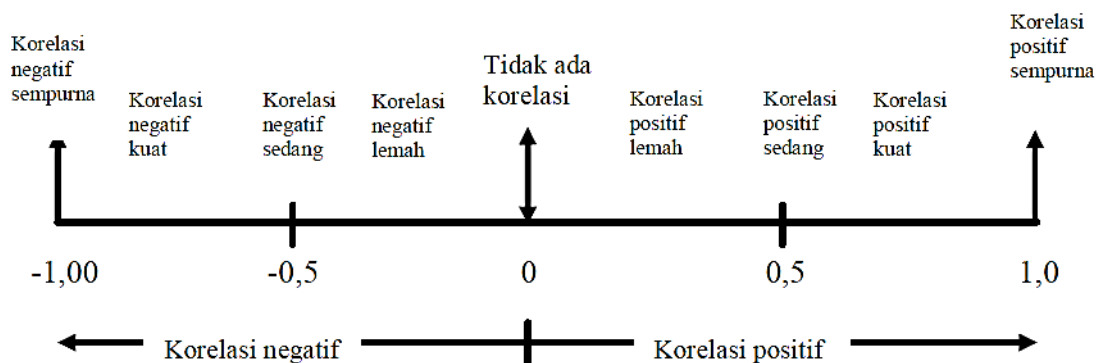 Korelasi
negatif
sempurna
Korelasi
negatif
kuat
Korelasi
negatif
sedang
Korelasi
negatif
lemah
Tidak ada
korelasi
Korelasi
positif
lemah
Korelasi
positif
sedang
Korelasi
positif
kuat
Korelasi
positif
sempurna
-1,00
-0,5
0
0,5
1,0
Korelasi negatif
Korelasi positif